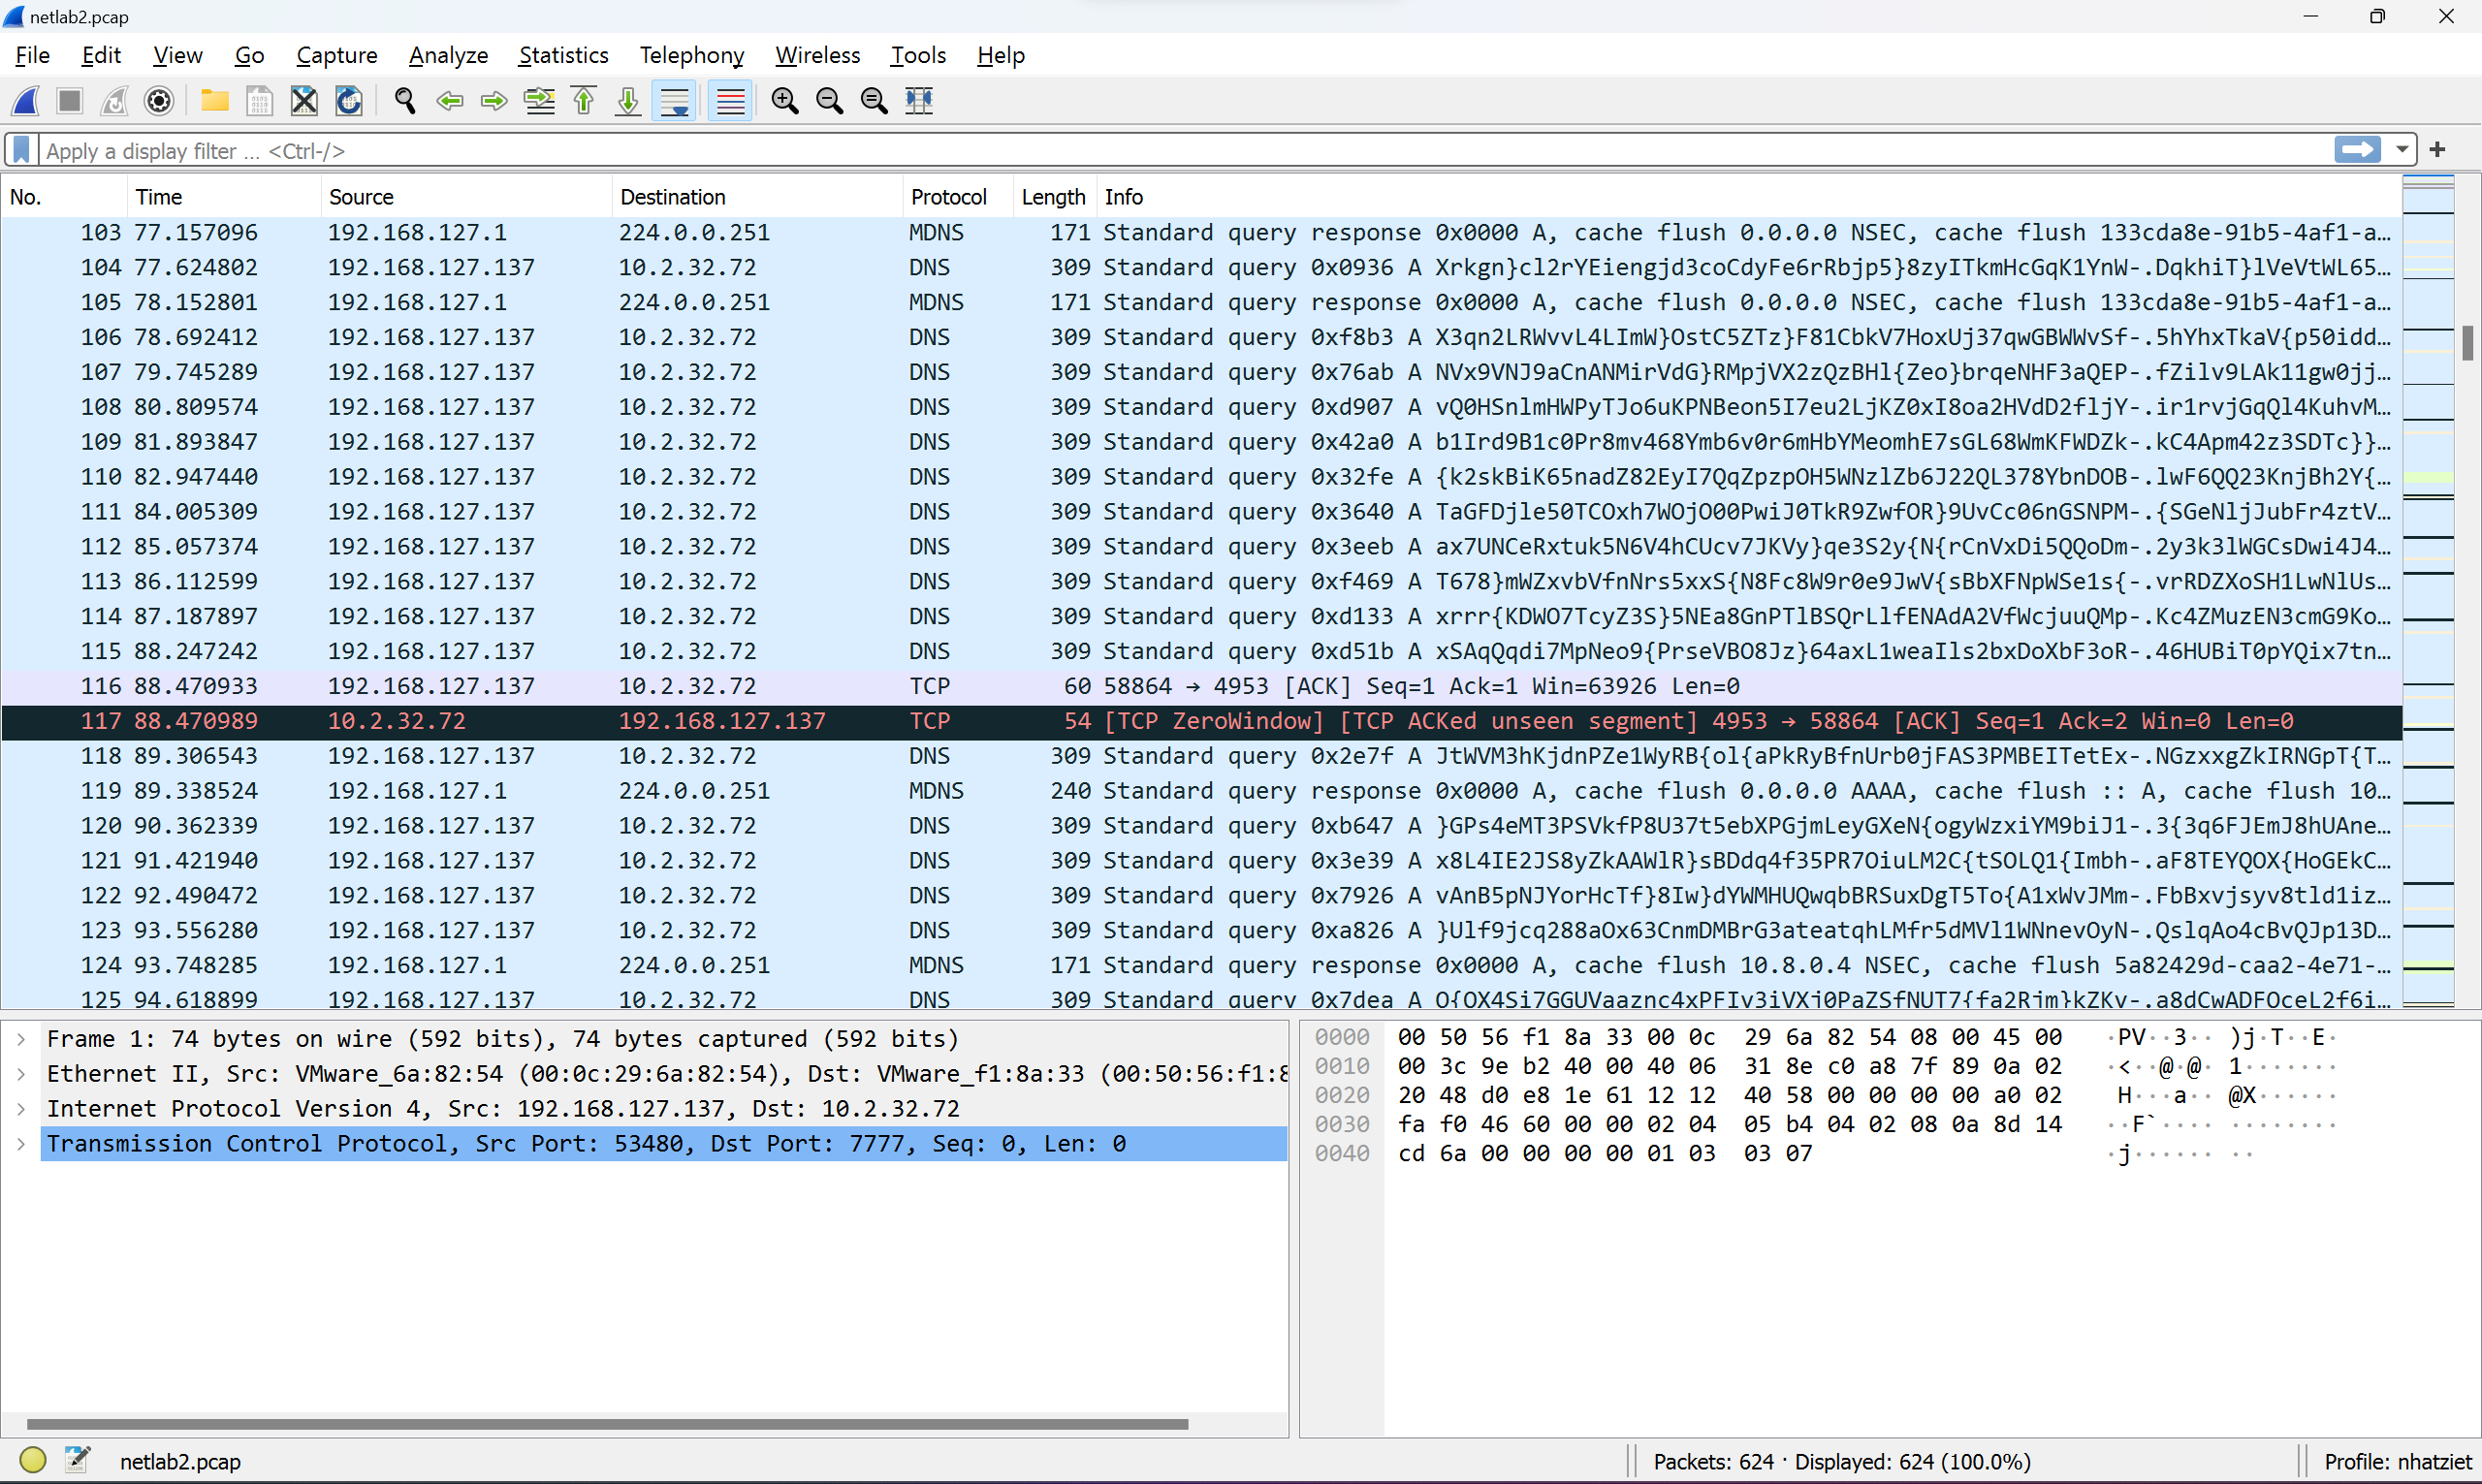 netlab2.pcap
File Edit View Go Capture Analyze Statistics Telephony Wireless Tools Help
Apply a display filter ... <Ctrl-/>
No. Time Source Destination Protocol Length Info
103 77.157096 192.168.127.1 224.0.0.251 MDNS 171 Standard query response 0x0000 A, cache flush 0.0.0.0 NSEC, cache flush 133cda8e-91b5-4af1-a…
104 77.624802 192.168.127.137 10.2.32.72 DNS 309 Standard query 0x0936 A Xrkgn}cl2rYEiengjd3coCdyFe6rRbjp5}8zyITkmHcGqK1YnW-.DqkhiT}lVeVtWL65…
105 78.152801 192.168.127.1 224.0.0.251 MDNS 171 Standard query response 0x0000 A, cache flush 0.0.0.0 NSEC, cache flush 133cda8e-91b5-4af1-a…
106 78.692412 192.168.127.137 10.2.32.72 DNS 309 Standard query 0xf8b3 A X3qn2LRWvvL4LImW}OstC5ZTz}F81CbkV7HoxUj37qwGBWWvSf-.5hYhxTkaV{p50idd…
107 79.745289 192.168.127.137 10.2.32.72 DNS 309 Standard query 0x76ab A NVx9VNJ9aCnANMirVdG}RMpjVX2zQzBHl{Zeo}brqeNHF3aQEP-.fZilv9LAk11gw0jj…
108 80.809574 192.168.127.137 10.2.32.72 DNS 309 Standard query 0xd907 A vQ0HSnlmHWPyTJo6uKPNBeon5I7eu2LjKZ0xI8oa2HVdD2fljY-.ir1rvjGqQl4KuhvM…
109 81.893847 192.168.127.137 10.2.32.72 DNS 309 Standard query 0x42a0 A b1Ird9B1c0Pr8mv468Ymb6v0r6mHbYMeomhE7sGL68WmKFWDZk-.kC4Apm42z3SDTc}}…
110 82.947440 192.168.127.137 10.2.32.72 DNS 309 Standard query 0x32fe A {k2skBiK65nadZ82EyI7QqZpzpOH5WNzlZb6J22QL378YbnDOB-.lwF6QQ23KnjBh2Y{…
111 84.005309 192.168.127.137 10.2.32.72 DNS 309 Standard query 0x3640 A TaGFDjle50TCOxh7WOjO00PwiJ0TkR9ZwfOR}9UvCc06nGSNPM-.{SGeNljJubFr4ztV…
112 85.057374 192.168.127.137 10.2.32.72 DNS 309 Standard query 0x3eeb A ax7UNCeRxtuk5N6V4hCUcv7JKVy}qe3S2y{N{rCnVxDi5QQoDm-.2y3k3lWGCsDwi4J4…
113 86.112599 192.168.127.137 10.2.32.72 DNS 309 Standard query 0xf469 A T678}mWZxvbVfnNrs5xxS{N8Fc8W9r0e9JwV{sBbXFNpWSe1s{-.vrRDZXoSH1LwNlUs…
114 87.187897 192.168.127.137 10.2.32.72 DNS 309 Standard query 0xd133 A xrrr{KDWO7TcyZ3S}5NEa8GnPTlBSQrLlfENAdA2VfWcjuuQMp-.Kc4ZMuzEN3cmG9Ko…
115 88.247242 192.168.127.137 10.2.32.72 DNS 309 Standard query 0xd51b A xSAqQqdi7MpNeo9{PrseVBO8Jz}64axL1weaIls2bxDoXbF3oR-.46HUBiT0pYQix7tn…
116 88.470933 192.168.127.137 10.2.32.72 TCP 60 58864 → 4953 [ACK] Seq=1 Ack=1 Win=63926 Len=0
117 88.470989 10.2.32.72 192.168.127.137 TCP 54 [TCP ZeroWindow] [TCP ACKed unseen segment] 4953 → 58864 [ACK] Seq=1 Ack=2 Win=0 Len=0
118 89.306543 192.168.127.137 10.2.32.72 DNS 309 Standard query 0x2e7f A JtWVM3hKjdnPZe1WyRB{ol{aPkRyBfnUrb0jFAS3PMBEITetEx-.NGzxxgZkIRNGpT{T…
119 89.338524 192.168.127.1 224.0.0.251 MDNS 240 Standard query response 0x0000 A, cache flush 0.0.0.0 AAAA, cache flush :: A, cache flush 10…
120 90.362339 192.168.127.137 10.2.32.72 DNS 309 Standard query 0xb647 A }GPs4eMT3PSVkfP8U37t5ebXPGjmLeyGXeN{ogyWzxiYM9biJ1-.3{3q6FJEmJ8hUAne…
121 91.421940 192.168.127.137 10.2.32.72 DNS 309 Standard query 0x3e39 A x8L4IE2JS8yZkAAWlR}sBDdq4f35PR7OiuLM2C{tSOLQ1{Imbh-.aF8TEYQOX{HoGEkC…
122 92.490472 192.168.127.137 10.2.32.72 DNS 309 Standard query 0x7926 A vAnB5pNJYorHcTf}8Iw}dYWMHUQwqbBRSuxDgT5To{A1xWvJMm-.FbBxvjsyv8tld1iz…
123 93.556280 192.168.127.137 10.2.32.72 DNS 309 Standard query 0xa826 A }Ulf9jcq288aOx63CnmDMBrG3ateatqhLMfr5dMVl1WNnevOyN-.QslqAo4cBvQJp13D…
124 93.748285 192.168.127.1 224.0.0.251 MDNS 171 Standard query response 0x0000 A, cache flush 10.8.0.4 NSEC, cache flush 5a82429d-caa2-4e71-…
125 94.618899 192.168.127.137 10.2.32.72 DNS 309 Standard query 0x7dea A O{OX4Si7GGUVaaznc4xPFIv3iVXj0PaZSfNUT7{fa2Rjm}kZKv-.a8dCwADFOceL2f6i…
Frame 1: 74 bytes on wire (592 bits), 74 bytes captured (592 bits)
Ethernet II, Src: VMware_6a:82:54 (00:0c:29:6a:82:54), Dst: VMware_f1:8a:33 (00:50:56:f1:8
Internet Protocol Version 4, Src: 192.168.127.137, Dst: 10.2.32.72
Transmission Control Protocol, Src Port: 53480, Dst Port: 7777, Seq: 0, Len: 0
0000 00 50 56 f1 8a 33 00 0c 29 6a 82 54 08 00 45 00 ·PV··3·· )j·T··E·
0010 00 3c 9e b2 40 00 40 06 31 8e c0 a8 7f 89 0a 02 ·<··@·@· 1·······
0020 20 48 d0 e8 1e 61 12 12 40 58 00 00 00 00 a0 02 H···a·· @X······
0030 fa f0 46 60 00 00 02 04 05 b4 04 02 08 0a 8d 14 ··F`···· ········
0040 cd 6a 00 00 00 00 01 03 03 07 ·j······ ··
netlab2.pcap
Packets: 624 · Displayed: 624 (100.0%)
Profile: nhatziet